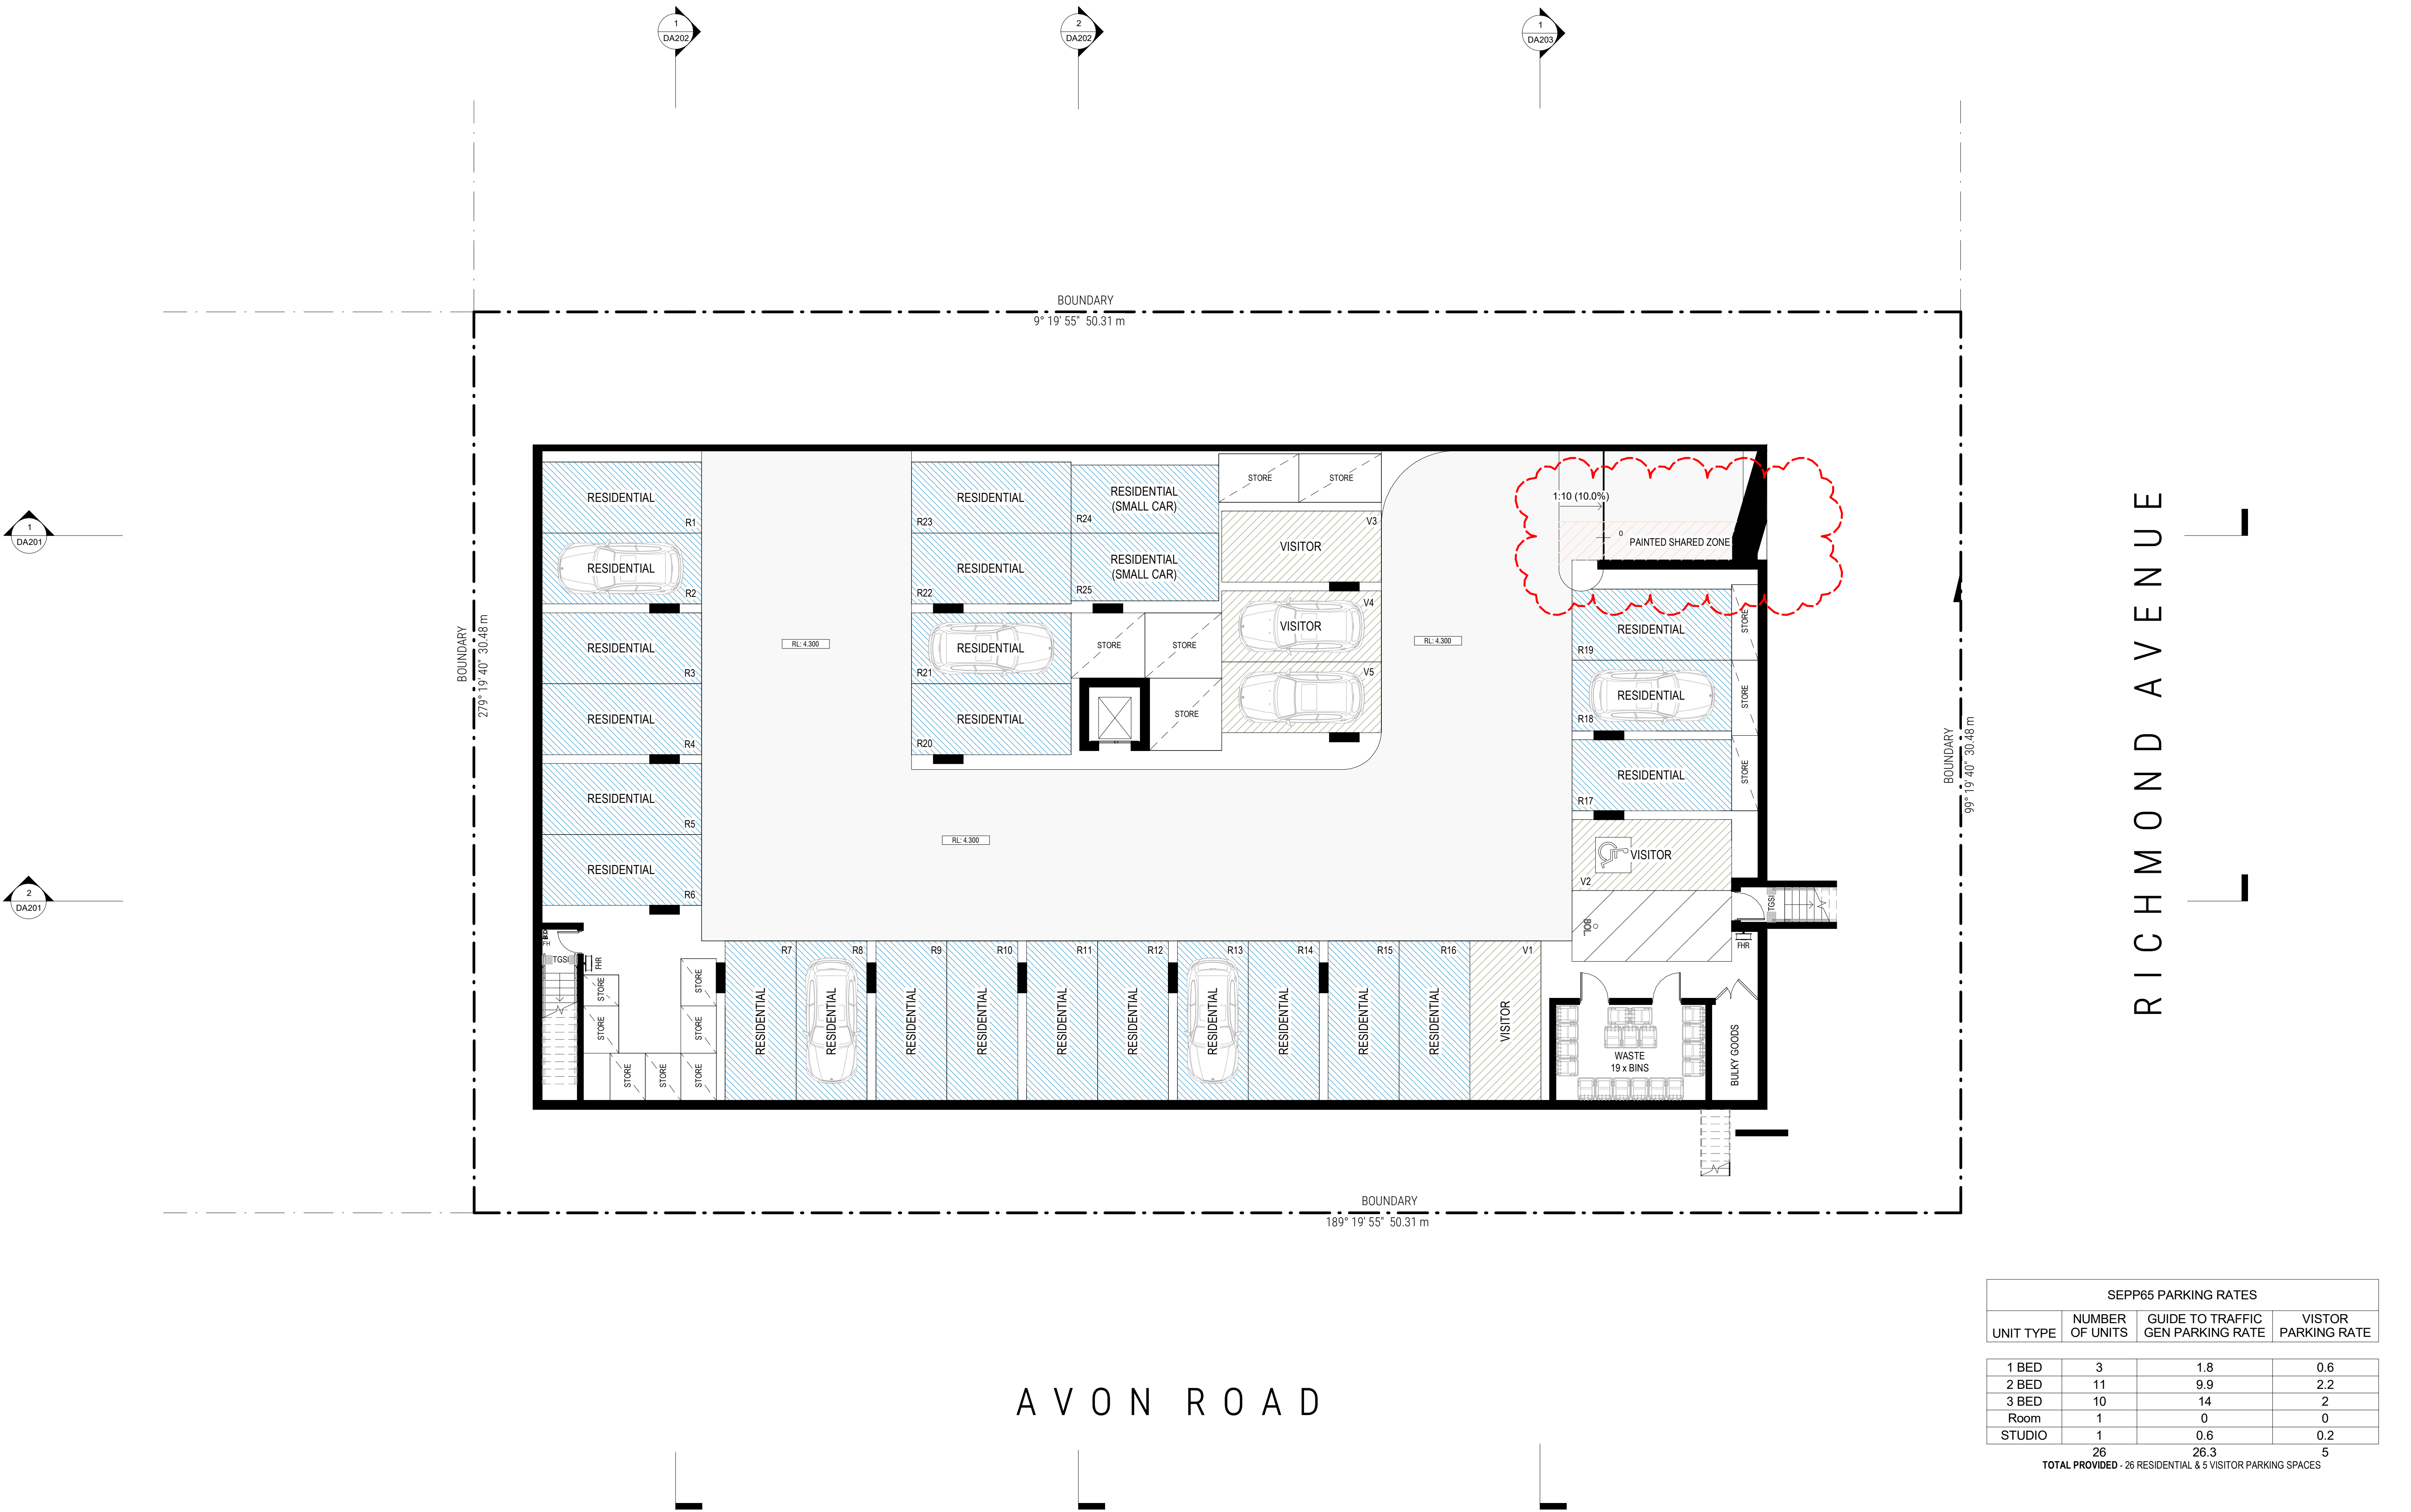 1
DA202
2
DA202
1
DA203
BOUNDARY
9° 19' 55" 50.31 m
1
DA201
2
DA201
BOUNDARY
279° 19' 40" 30.48 m
BOUNDARY
99° 19' 40" 30.48 m
RICHMOND AVENUE
RESIDENTIAL
R1
RESIDENTIAL
R2
RESIDENTIAL
R3
RESIDENTIAL
R4
RESIDENTIAL
R5
RESIDENTIAL
R6
RL: 4.300
RESIDENTIAL
R23
RESIDENTIAL
R22
RESIDENTIAL
R21
RESIDENTIAL
R20
RESIDENTIAL
(SMALL CAR)
R24
RESIDENTIAL
(SMALL CAR)
R25
STORE
STORE
STORE
STORE
STORE
V3
VISITOR
V4
VISITOR
V5
RL: 4.300
1:10 (10.0%)
0
PAINTED SHARED ZONE
RESIDENTIAL
R19
STORE
RESIDENTIAL
R18
STORE
RESIDENTIAL
R17
STORE
RL: 4.300
VISITOR
V2
BOL
TGSI
FHR
FH
TGSI
FHR
STORE
STORE
STORE
STORE
STORE
STORE
STORE
R7
RESIDENTIAL
R8
RESIDENTIAL
R9
RESIDENTIAL
R10
RESIDENTIAL
R11
RESIDENTIAL
R12
RESIDENTIAL
R13
RESIDENTIAL
R14
RESIDENTIAL
R15
RESIDENTIAL
R16
RESIDENTIAL
V1
VISITOR
WASTE
19 x BINS
BULKY GOODS
BOUNDARY
189° 19' 55" 50.31 m
AVON ROAD
SEPP65 PARKING RATES
UNIT TYPE NUMBER OF UNITS GUIDE TO TRAFFIC GEN PARKING RATE VISTOR PARKING RATE
1 BED 3 1.8 0.6
2 BED 11 9.9 2.2
3 BED 10 14 2
Room 1 0 0
STUDIO 1 0.6 0.2
26 26.3 5
TOTAL PROVIDED - 26 RESIDENTIAL & 5 VISITOR PARKING SPACES